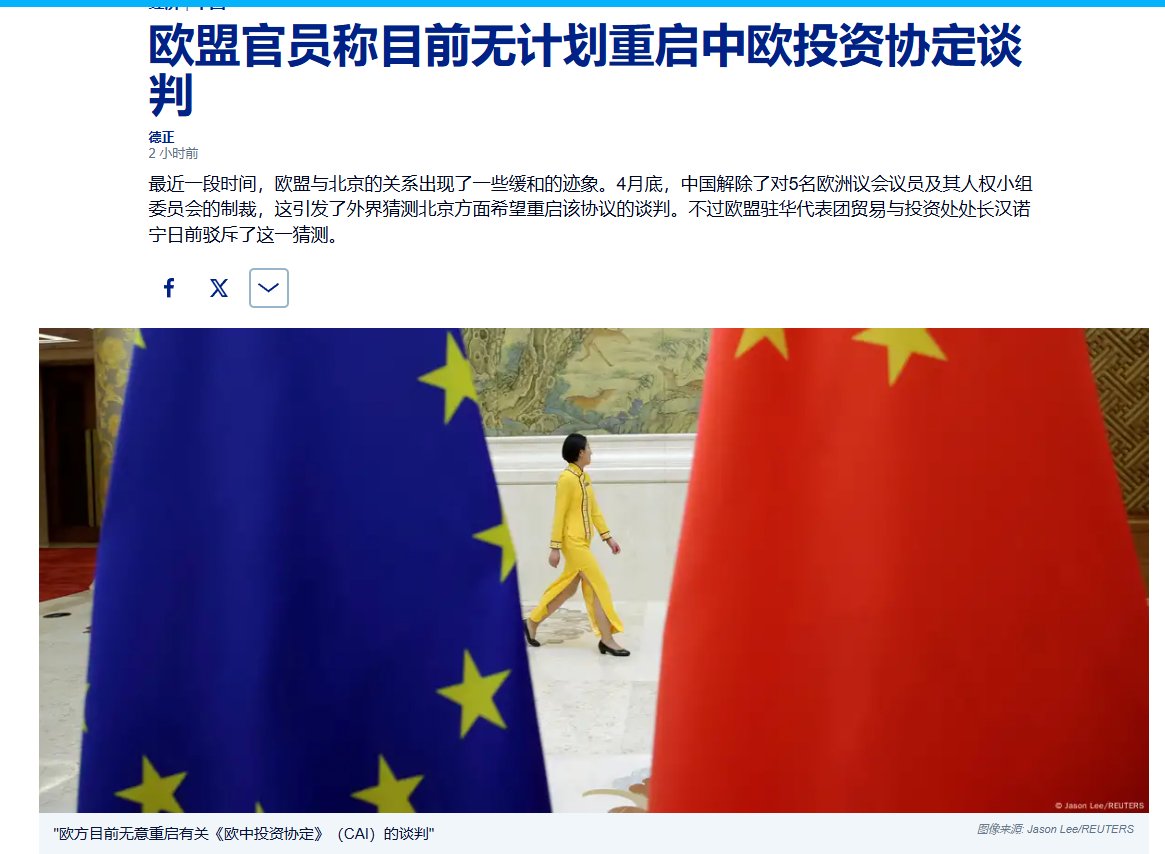 欧盟官员称目前无计划重启中欧投资协定谈
判
德正
2 小时前
最近一段时间，欧盟与北京的关系出现了一些缓和的迹象。4月底，中国解除了对5名欧洲议会议员及其人权小组
委员会的制裁，这引发了外界猜测北京方面希望重启该协议的谈判。不过欧盟驻华代表团贸易与投资处处长汉诺
宁日前驳斥了这一猜测。
© Jason Lee/REUTERS
"欧方目前无意重启有关《欧中投资协定》（CAI）的谈判"
图像来源: Jason Lee/REUTERS